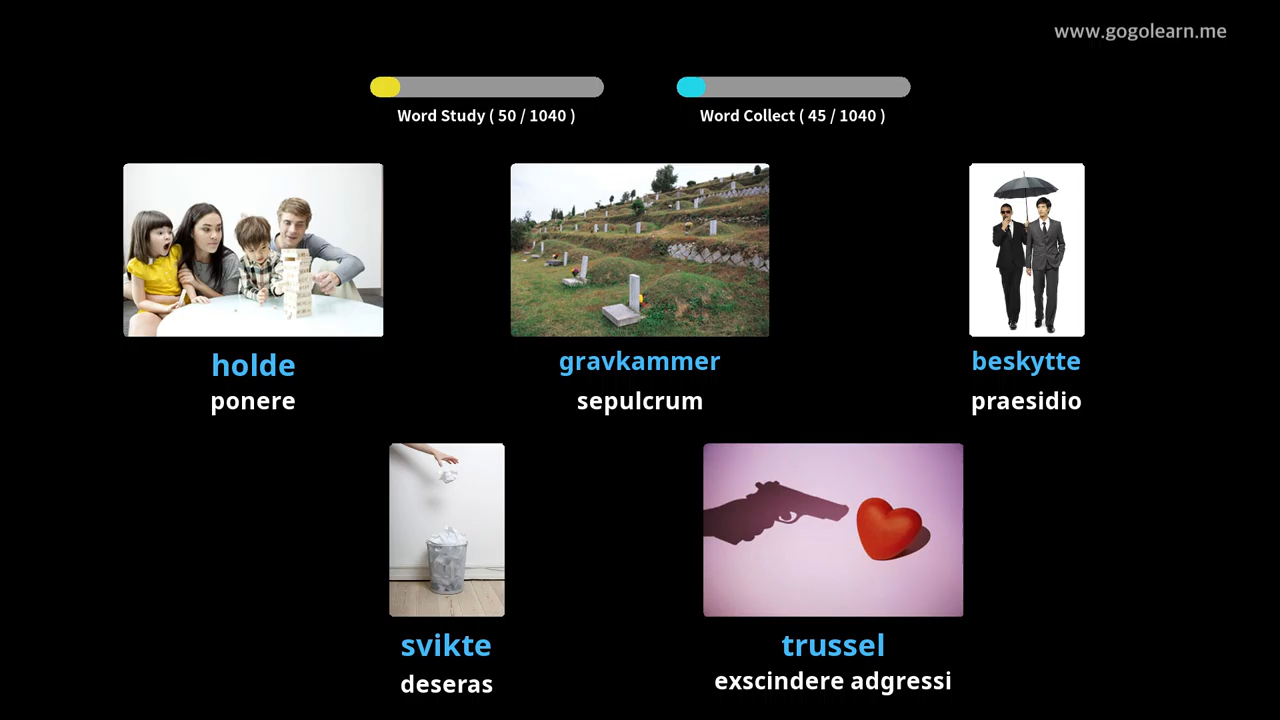 www.gogolearn.me
Word Study ( 50 / 1040 )
Word Collect ( 45 / 1040 )
holde
ponere
gravkammer
sepulcrum
beskytte
praesidio
svikte
deseras
trussel
exscindere adgressi